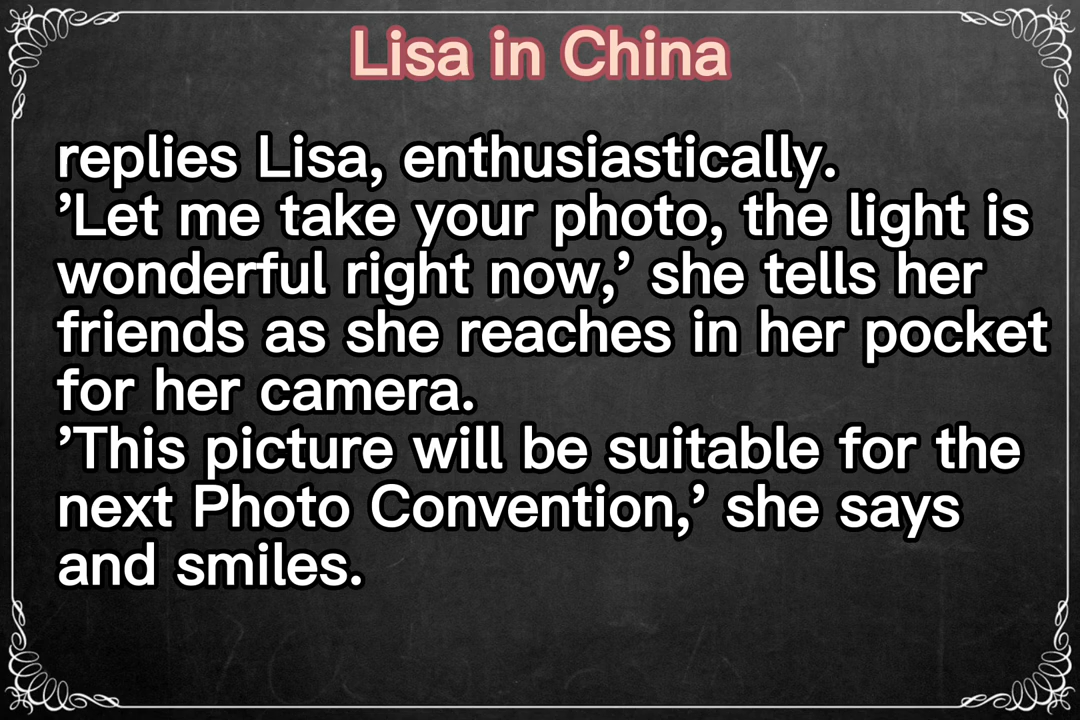 Lisa in China
replies Lisa, enthusiastically.
’Let me take your photo, the light is
wonderful right now,’ she tells her
friends as she reaches in her pocket
for her camera.
’This picture will be suitable for the
next Photo Convention,’ she says
and smiles.